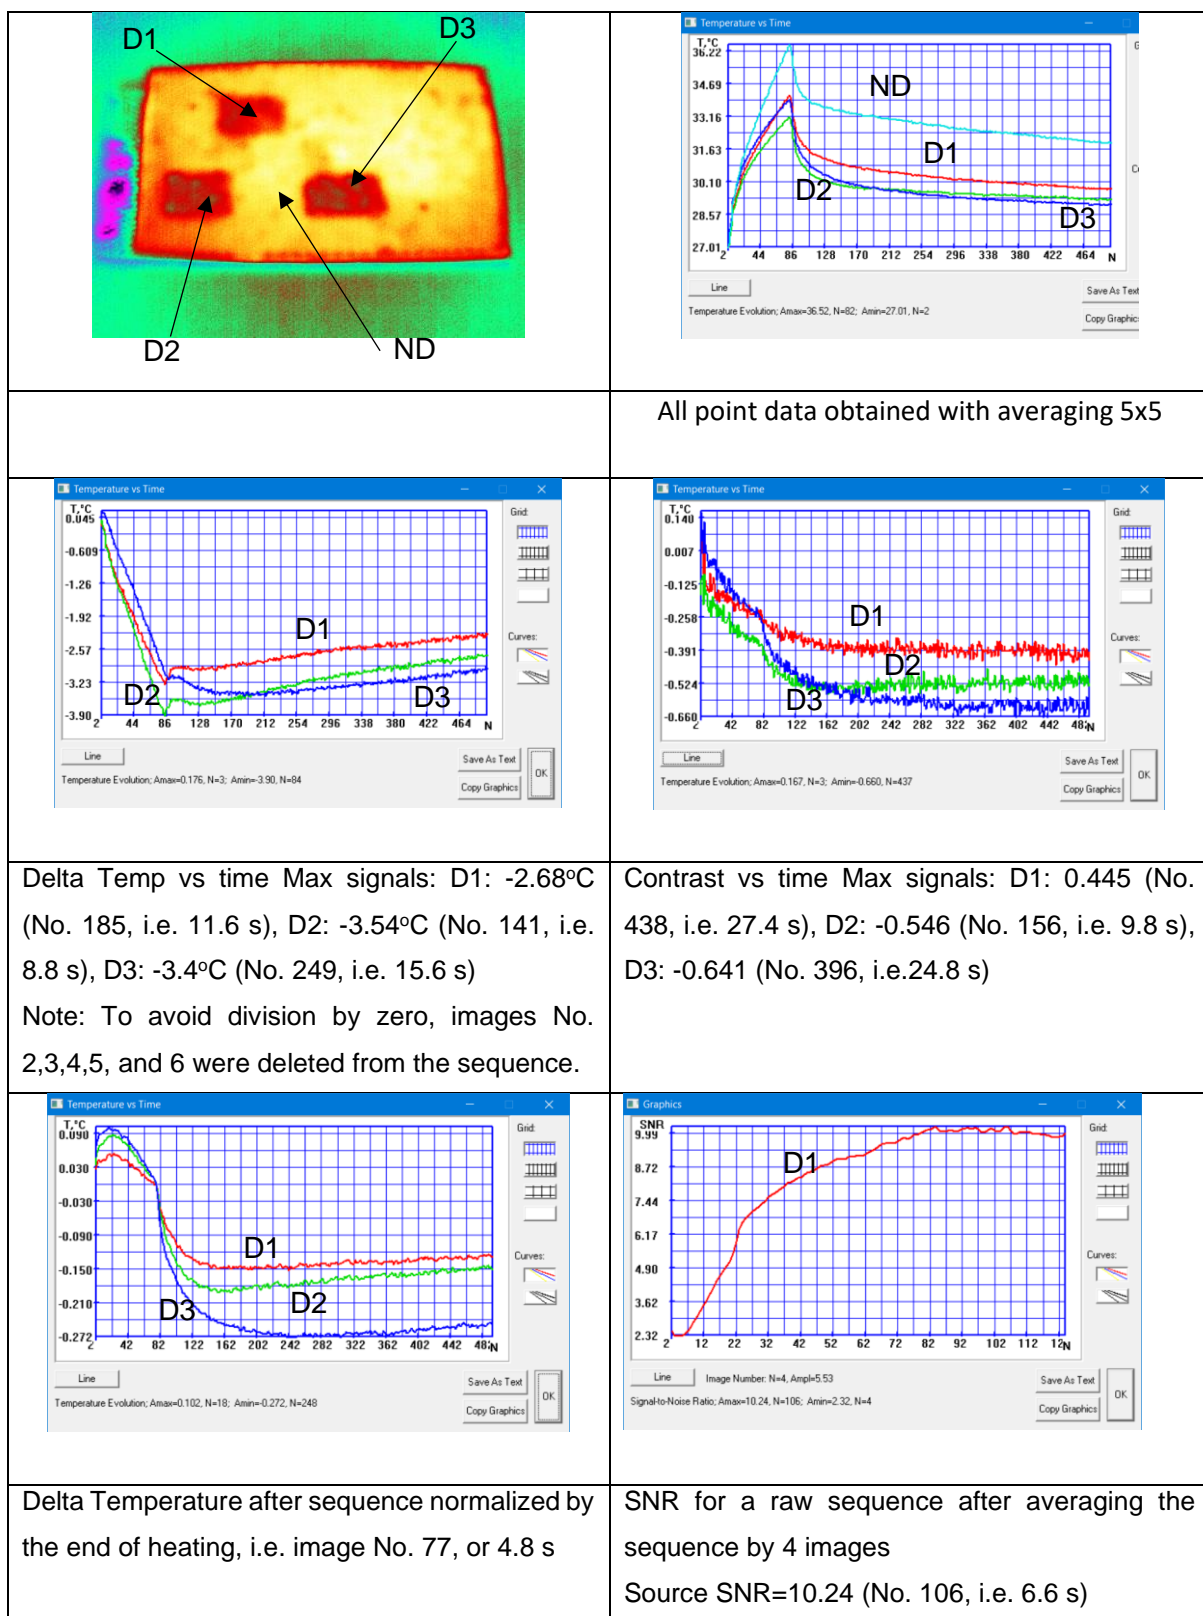 D1
D3
D2
ND
Temperature vs Time
T,°C
36.22
34.69
33.16
31.63
30.10
28.57
27.01
2 44 86 128 170 212 254 296 338 380 422 464 N
ND
D1
D2
D3
Line
Save As Text
Temperature Evolution; Amax=36.52, N=82; Amin=27.01, N=2
Copy Graphics
All point data obtained with averaging 5x5
Temperature vs Time
T,°C
0.045
-0.609
-1.26
-1.92
-2.57
-3.23
-3.90
2 44 86 128 170 212 254 296 338 380 422 464 N
D1
D2
D3
Grid:
Curves:
Line
Save As Text
OK
Temperature Evolution; Amax=0.176, N=3; Amin=-3.90, N=84
Copy Graphics
Temperature vs Time
T,°C
0.140
0.007
-0.125
-0.258
-0.391
-0.524
-0.660
2 42 82 122 162 202 242 282 322 362 402 442 48 N
D1
D2
D3
Grid:
Curves:
Line
Save As Text
OK
Temperature Evolution; Amax=0.167, N=3; Amin=-0.660, N=437
Copy Graphics
Delta Temp vs time Max signals: D1: -2.68°C
(No. 185, i.e. 11.6 s), D2: -3.54°C (No. 141, i.e.
8.8 s), D3: -3.4°C (No. 249, i.e. 15.6 s)
Note: To avoid division by zero, images No.
2,3,4,5, and 6 were deleted from the sequence.
Contrast vs time Max signals: D1: 0.445 (No.
438, i.e. 27.4 s), D2: -0.546 (No. 156, i.e. 9.8 s),
D3: -0.641 (No. 396, i.e.24.8 s)
Temperature vs Time
T,°C
0.090
0.030
-0.030
-0.090
-0.150
-0.210
-0.272
2 42 82 122 162 202 242 282 322 362 402 442 48 N
D1
D2
D3
Grid:
Curves:
Line
Save As Text
OK
Temperature Evolution; Amax=0.102, N=18; Amin=-0.272, N=248
Copy Graphics
Graphics
SNR
9.99
8.72
7.44
6.17
4.90
3.62
2.32
2 12 22 32 42 52 62 72 82 92 102 112 12 N
D1
Grid:
Curves:
Line
Image Number: N=4, Ampl=5.53
Save As Text
OK
Signal-to-Noise Ratio; Amax=10.24, N=106; Amin=2.32, N=4
Copy Graphics
Delta Temperature after sequence normalized by
the end of heating, i.e. image No. 77, or 4.8 s
SNR for a raw sequence after averaging the
sequence by 4 images
Source SNR=10.24 (No. 106, i.e. 6.6 s)